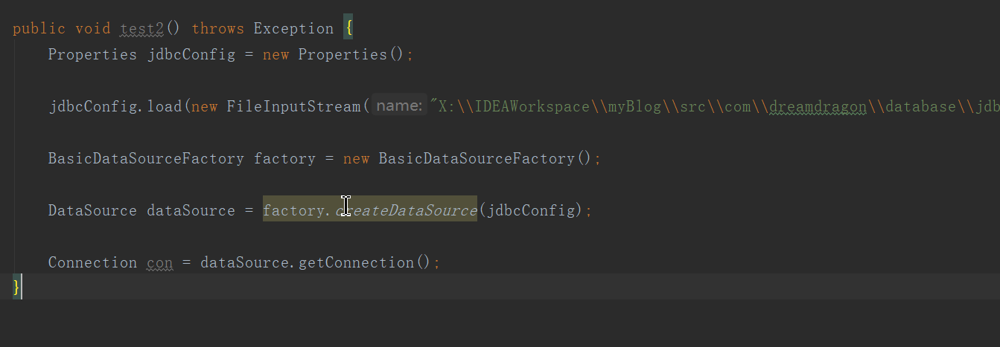 public void test2() throws Exception {
Properties jdbcConfig = new Properties();
jdbcConfig.load(new FileInputStream( name: "X:\\IDEAWorkspace\\myBlog\\src\\com\\dreamdragon\\database\\jdb
BasicDataSourceFactory factory = new BasicDataSourceFactory();
DataSource dataSource = factory.createDataSource(jdbcConfig);
Connection con = dataSource.getConnection();
}